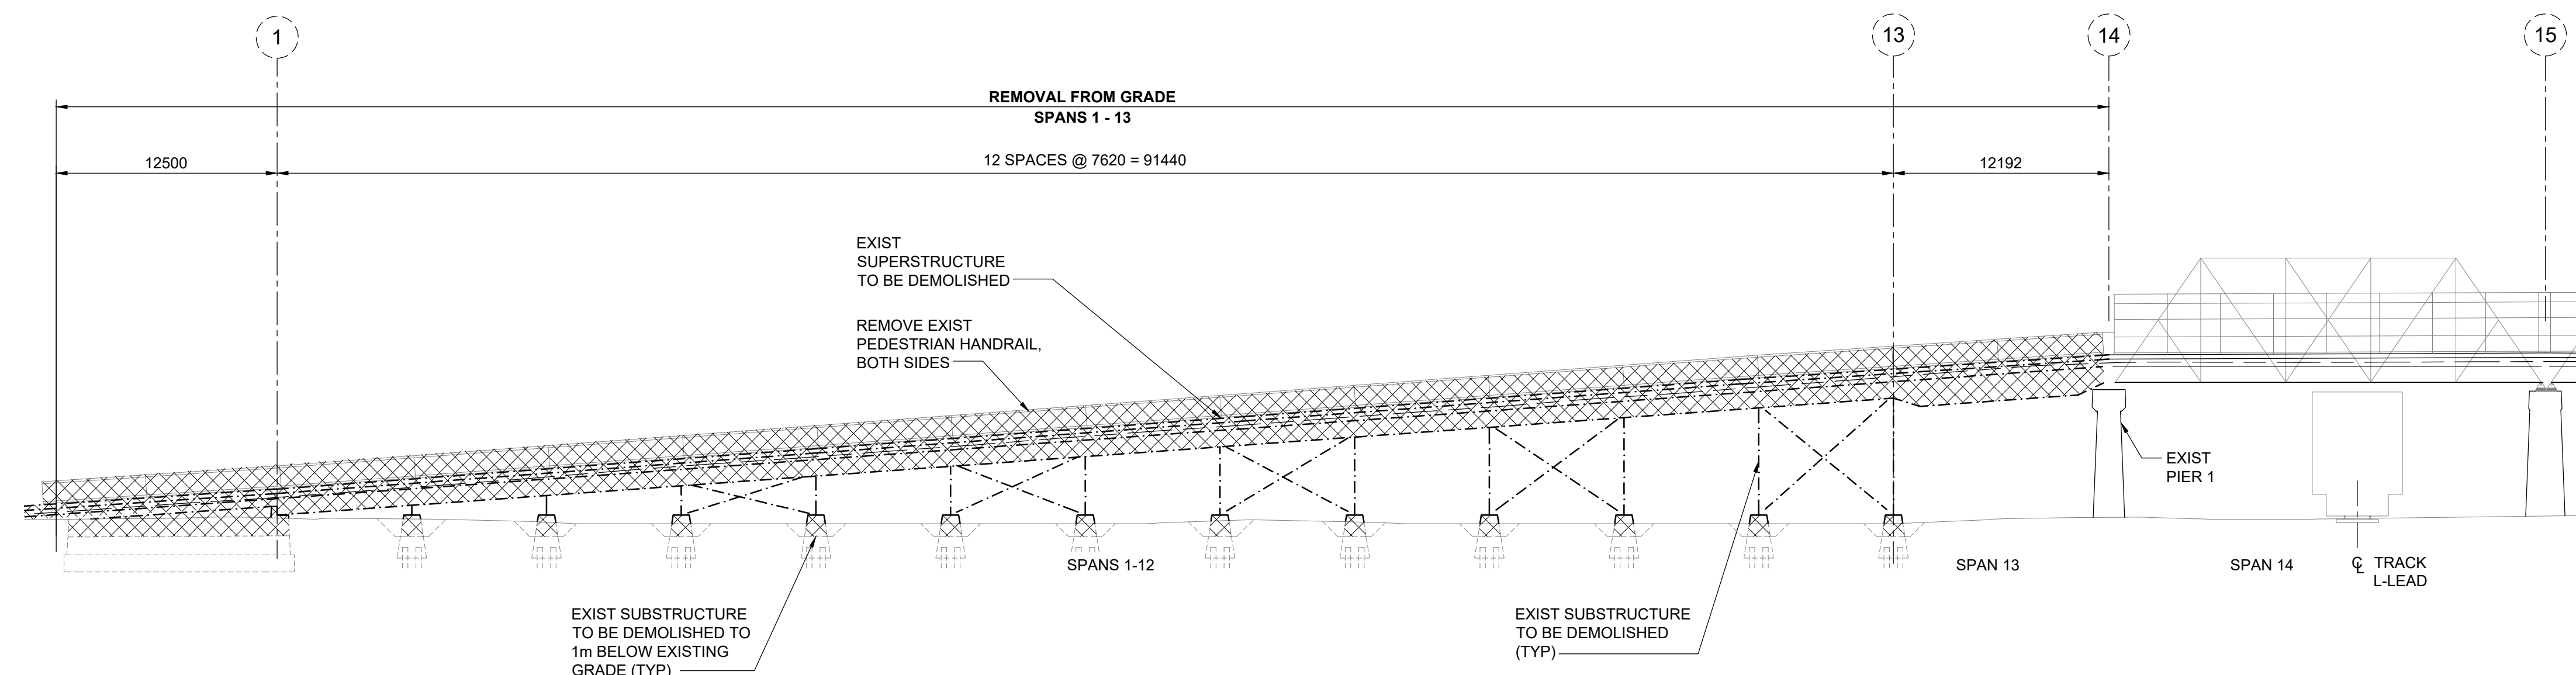 1
13
14
15
REMOVAL FROM GRADE
SPANS 1 - 13
12500
12 SPACES @ 7620 = 91440
12192
EXIST
SUPERSTRUCTURE
TO BE DEMOLISHED
REMOVE EXIST
PEDESTRIAN HANDRAIL,
BOTH SIDES
EXIST
PIER 1
SPANS 1-12
SPAN 13
SPAN 14
℄ TRACK
L-LEAD
EXIST SUBSTRUCTURE
TO BE DEMOLISHED TO
1m BELOW EXISTING
GRADE (TYP)
EXIST SUBSTRUCTURE
TO BE DEMOLISHED
(TYP)